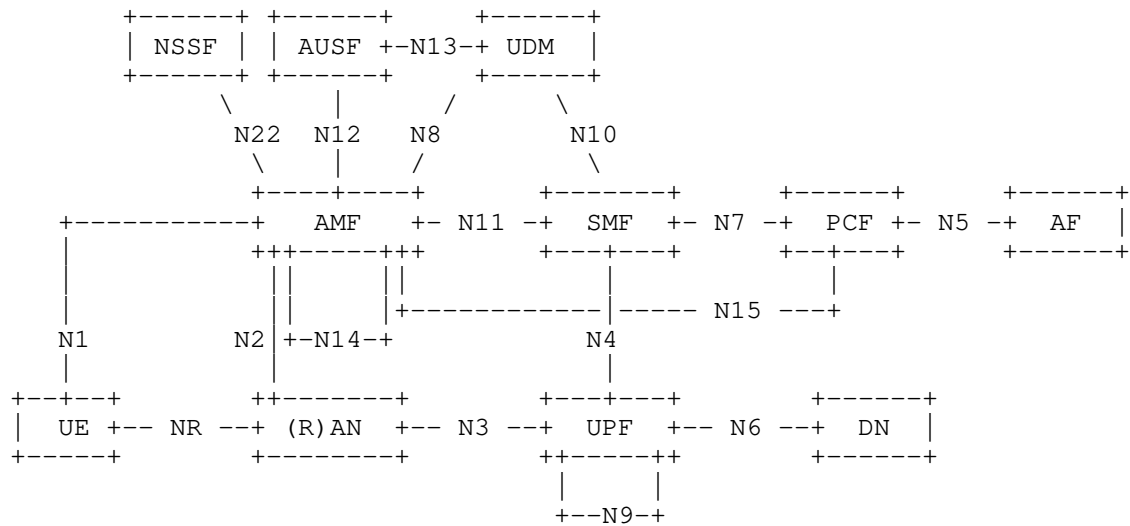 NSSF AUSF N13 UDM
N22 N12 N8 N10
AMF N11 SMF N7 PCF N5 AF
N15
N1 N2 N14 N4
UE NR (R)AN N3 UPF N6 DN
N9